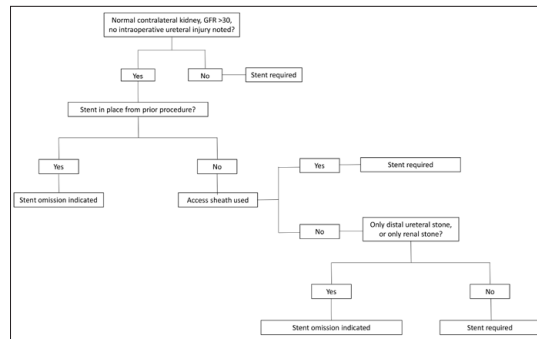 Normal contralateral kidney, GFR >30,
no intraoperative ureteral injury noted?
Yes
No
Stent required
Stent in place from prior procedure?
Yes
No
Yes
Stent required
Stent omission indicated
Access sheath used
No
Only distal ureteral stone,
or only renal stone?
Yes
No
Stent omission indicated
Stent required